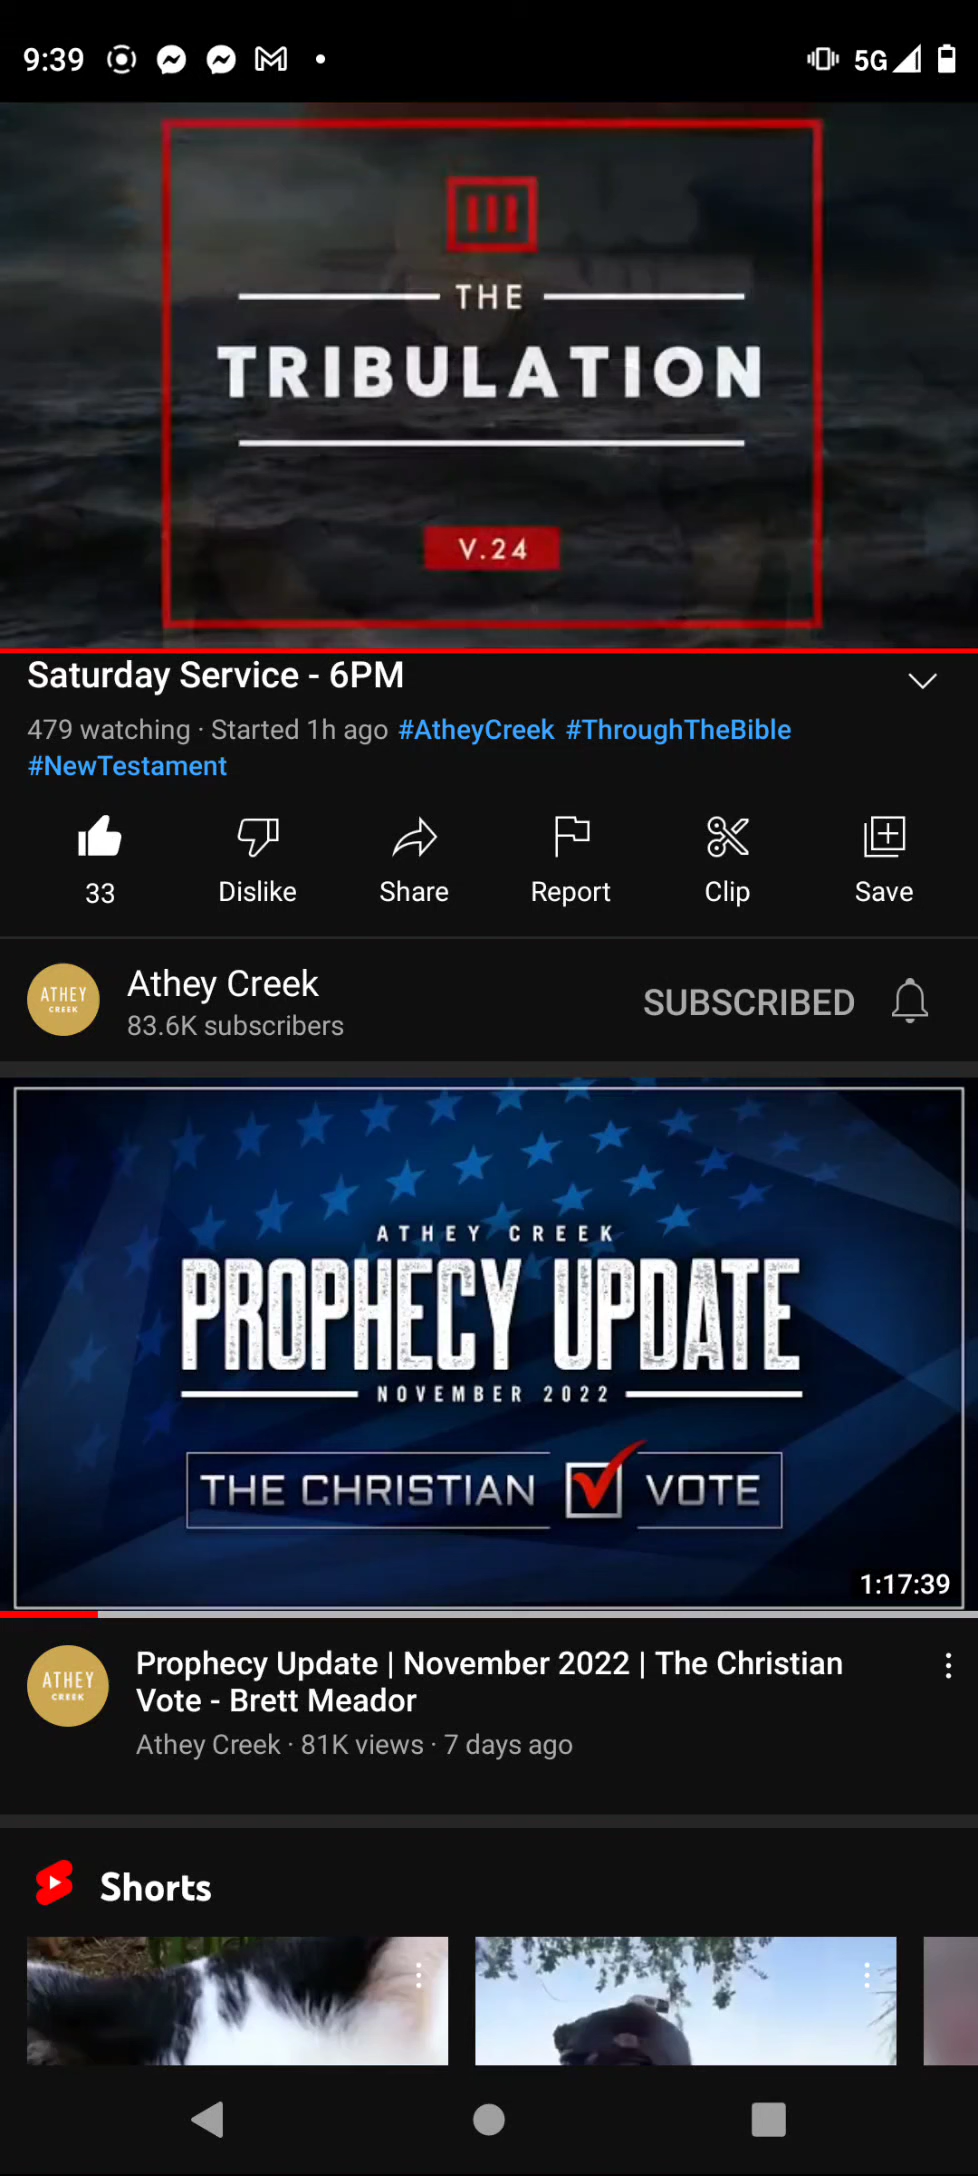 9:39
5G
THE
TRIBULATION
V.24
Saturday Service - 6PM
479 watching · Started 1h ago #AtheyCreek #ThroughTheBible
#NewTestament
33
Dislike
Share
Report
Clip
Save
ATHEY
CREEK
Athey Creek
83.6K subscribers
SUBSCRIBED
ATHEY CREEK
PROPHECY UPDATE
NOVEMBER 2022
THE CHRISTIAN VOTE
1:17:39
ATHEY
CREEK
Prophecy Update | November 2022 | The Christian
Vote - Brett Meador
Athey Creek · 81K views · 7 days ago
Shorts